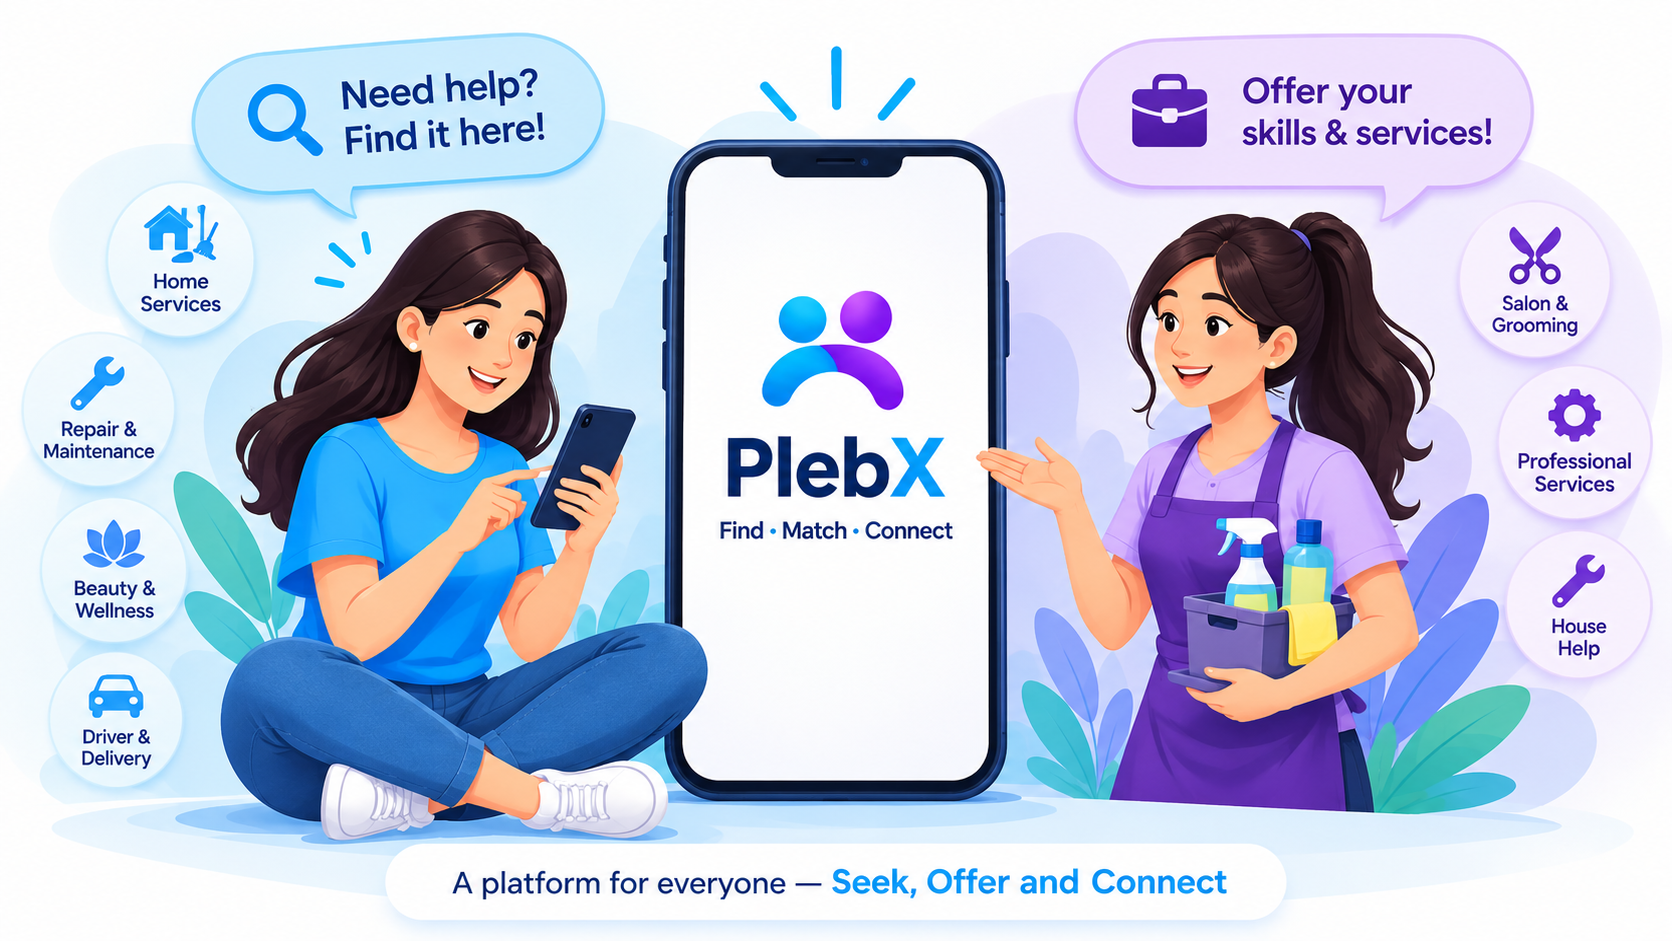 Need help?
Find it here!
Offer your
skills & services!
Home
Services
Repair &
Maintenance
Beauty &
Wellness
Driver &
Delivery
PlebX
Find • Match • Connect
Salon &
Grooming
Professional
Services
House
Help
A platform for everyone — Seek, Offer and Connect